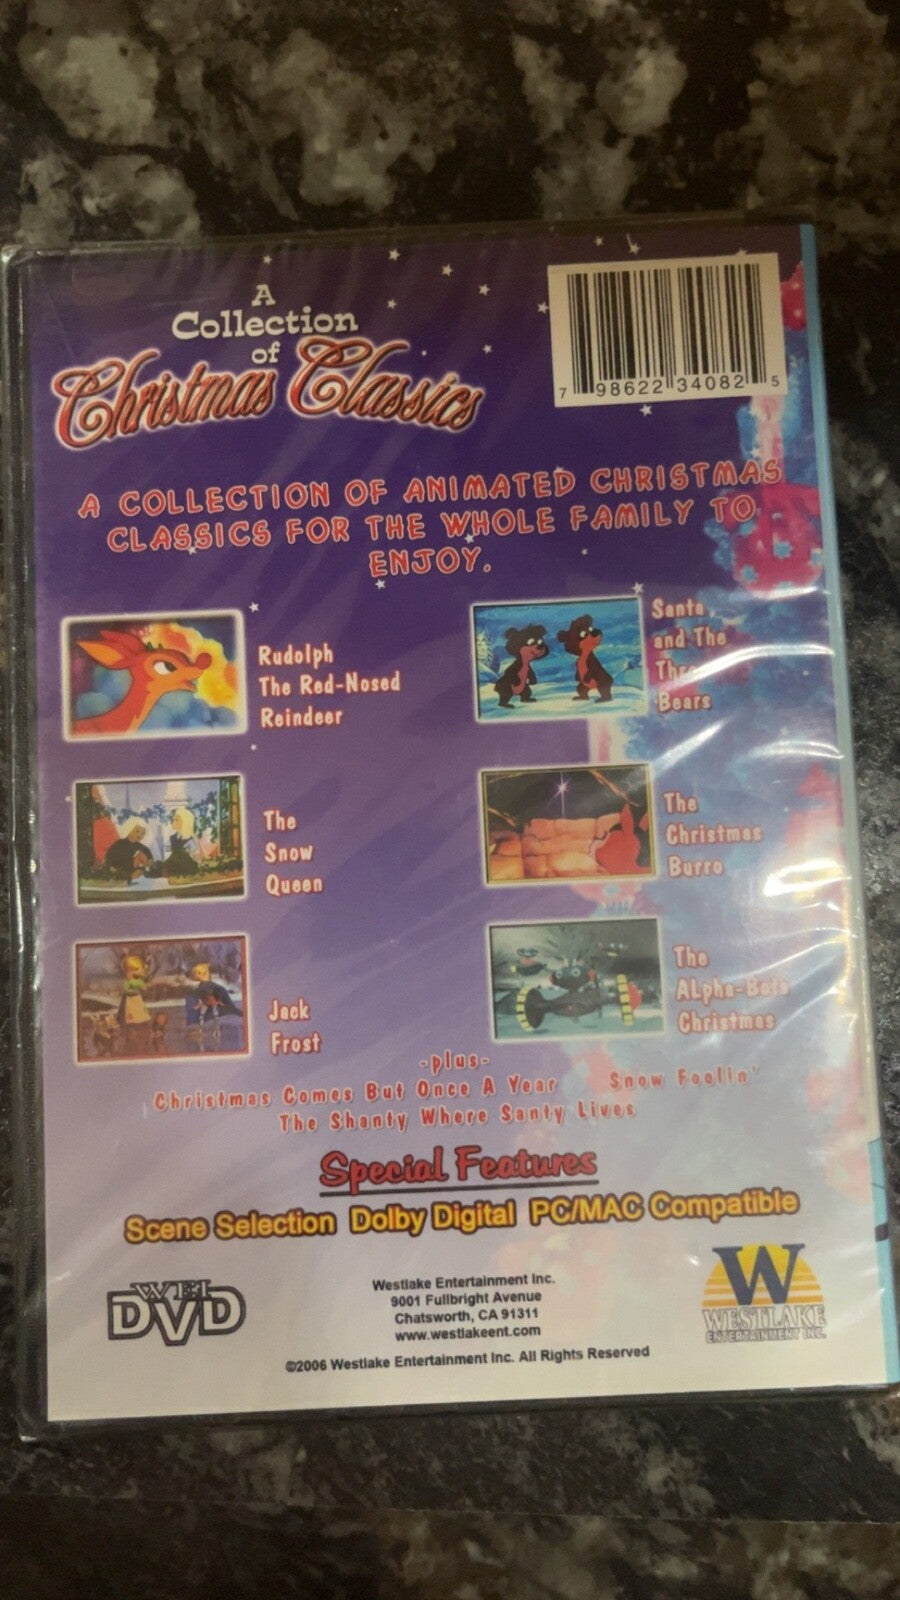 A
Collection
of
Christmas Classics
7 98622 34082 5
A COLLECTION OF ANIMATED CHRISTMAS
CLASSICS FOR THE WHOLE FAMILY TO
ENJOY.
Rudolph
The Red-Nosed
Reindeer
Santa
and The
Three
Bears
The
Snow
Queen
The
Christmas
Burro
Jack
Frost
The
ALpha-Bots
Christmas
-plus-
Christmas Comes But Once A Year Snow Foolin'
The Shanty Where Santy Lives
Special Features
Scene Selection Dolby Digital PC/MAC Compatible
WEI
DVD
Westlake Entertainment Inc.
9001 Fullbright Avenue
Chatsworth, CA 91311
www.westlakeent.com
©2006 Westlake Entertainment Inc. All Rights Reserved
W
WESTLAKE
ENTERTAINMENT INC.